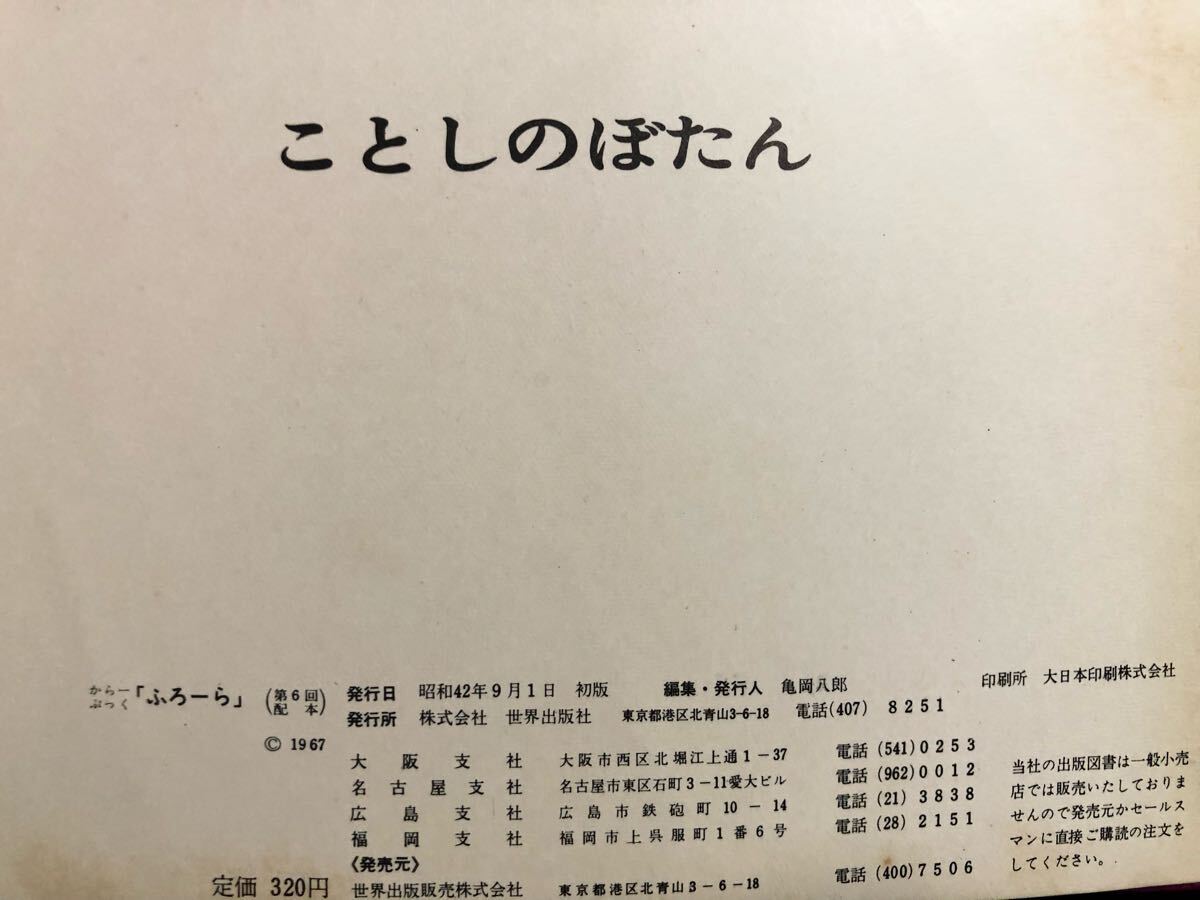 ことしのぼたん
からーぶっく「ふろーら」(第6回配本)
発行日 昭和42年9月1日 初版 編集・発行人 亀岡八郎 印刷所 大日本印刷株式会社
発行所 株式会社 世界出版社 東京都港区北青山3-6-18 電話(407) 8251
© 1967
大阪支社 大阪市西区北堀江上通1-37 電話(541)0253
名古屋支社 名古屋市東区石町3-11愛大ビル 電話(962)0012
広島支社 広島市鉄砲町10-14 電話(21)3838
福岡支社 福岡市上呉服町1番6号 電話(28)2151
《発売元》
定価 320円 世界出版販売株式会社 東京都港区北青山3-6-18 電話(400)7506
当社の出版図書は一般小売
店では販売いたしておりま
せんので発売元かセールス
マンに直接ご購読の注文を
してください。